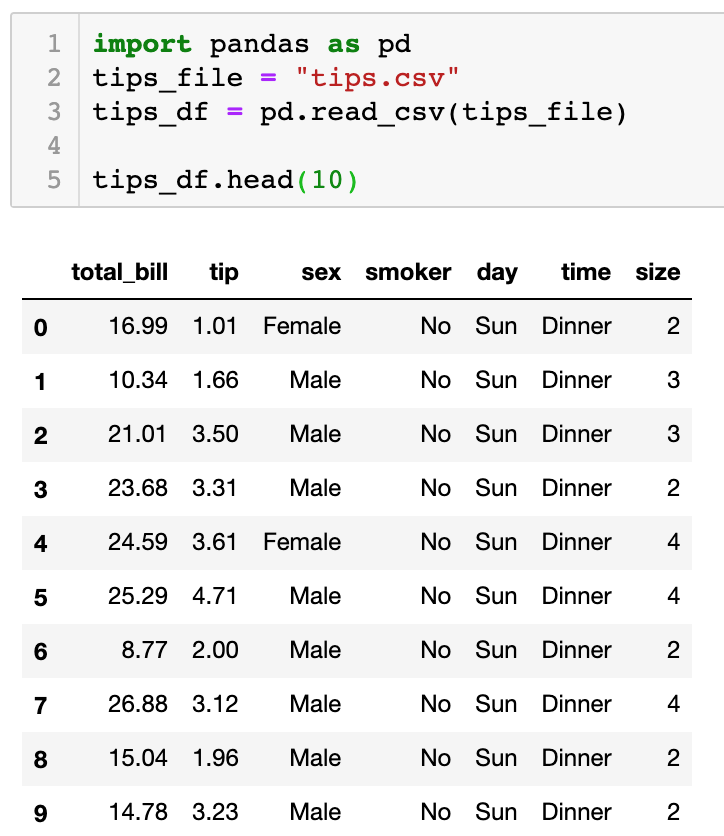 1 import pandas as pd
2 tips_file = "tips.csv"
3 tips_df = pd.read_csv(tips_file)
4
5 tips_df.head(10)
total_bill tip sex smoker day time size
0 16.99 1.01 Female No Sun Dinner 2
1 10.34 1.66 Male No Sun Dinner 3
2 21.01 3.50 Male No Sun Dinner 3
3 23.68 3.31 Male No Sun Dinner 2
4 24.59 3.61 Female No Sun Dinner 4
5 25.29 4.71 Male No Sun Dinner 4
6 8.77 2.00 Male No Sun Dinner 2
7 26.88 3.12 Male No Sun Dinner 4
8 15.04 1.96 Male No Sun Dinner 2
9 14.78 3.23 Male No Sun Dinner 2